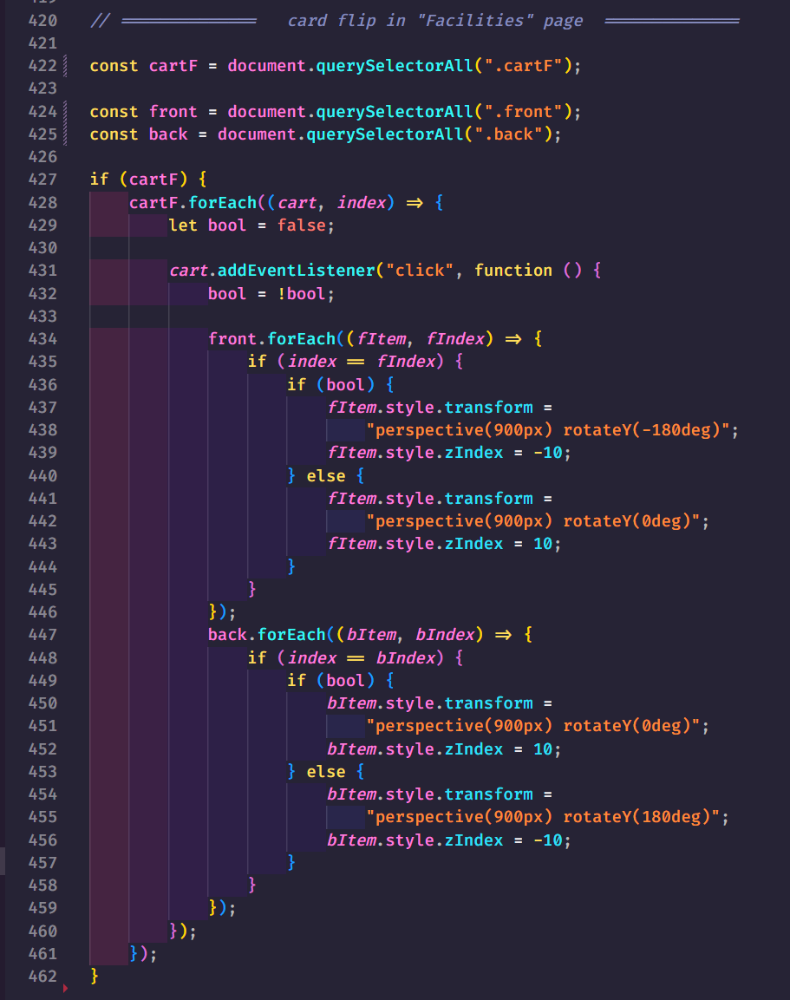 420 // ══════════════ card flip in "Facilities" page ══════════════
421
422 const cartF = document.querySelectorAll(".cartF");
423
424 const front = document.querySelectorAll(".front");
425 const back = document.querySelectorAll(".back");
426
427 if (cartF) {
428     cartF.forEach((cart, index) => {
429         let bool = false;
430
431         cart.addEventListener("click", function () {
432             bool = !bool;
433
434             front.forEach((fItem, fIndex) => {
435                 if (index == fIndex) {
436                     if (bool) {
437                         fItem.style.transform =
438                             "perspective(900px) rotateY(-180deg)";
439                         fItem.style.zIndex = -10;
440                     } else {
441                         fItem.style.transform =
442                             "perspective(900px) rotateY(0deg)";
443                         fItem.style.zIndex = 10;
444                     }
445                 }
446             });
447             back.forEach((bItem, bIndex) => {
448                 if (index == bIndex) {
449                     if (bool) {
450                         bItem.style.transform =
451                             "perspective(900px) rotateY(0deg)";
452                         bItem.style.zIndex = 10;
453                     } else {
454                         bItem.style.transform =
455                             "perspective(900px) rotateY(180deg)";
456                         bItem.style.zIndex = -10;
457                     }
458                 }
459             });
460         });
461     });
462 }